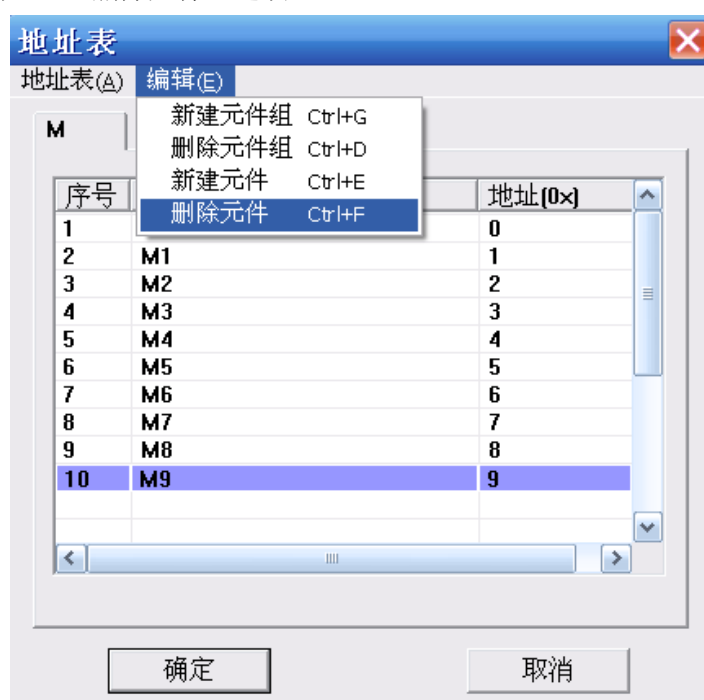 地址表
地址表(A) 编辑(E)
新建元件组 Ctrl+G
M
删除元件组 Ctrl+D
新建元件 Ctrl+E
序号 地址(0x)
删除元件 Ctrl+F
1 0
2 M1 1
3 M2 2
4 M3 3
5 M4 4
6 M5 5
7 M6 6
8 M7 7
9 M8 8
10 M9 9
确定 取消